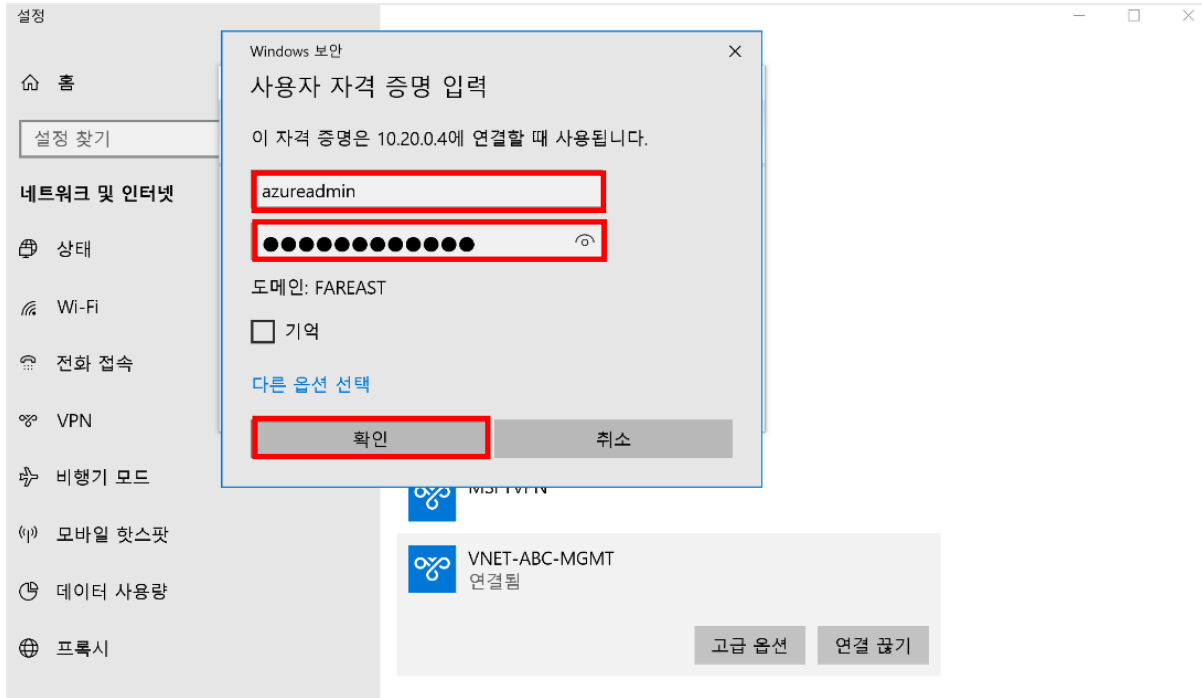 설정
홈
설정 찾기
네트워크 및 인터넷
상태
Wi-Fi
전화 접속
VPN
비행기 모드
모바일 핫스팟
데이터 사용량
프록시
Windows 보안
사용자 자격 증명 입력
이 자격 증명은 10.20.0.4에 연결할 때 사용됩니다.
azureadmin
●●●●●●●●●●●●
도메인: FAREAST
기억
다른 옵션 선택
확인
취소
MSFTVPN
VNET-ABC-MGMT
연결됨
고급 옵션
연결 끊기